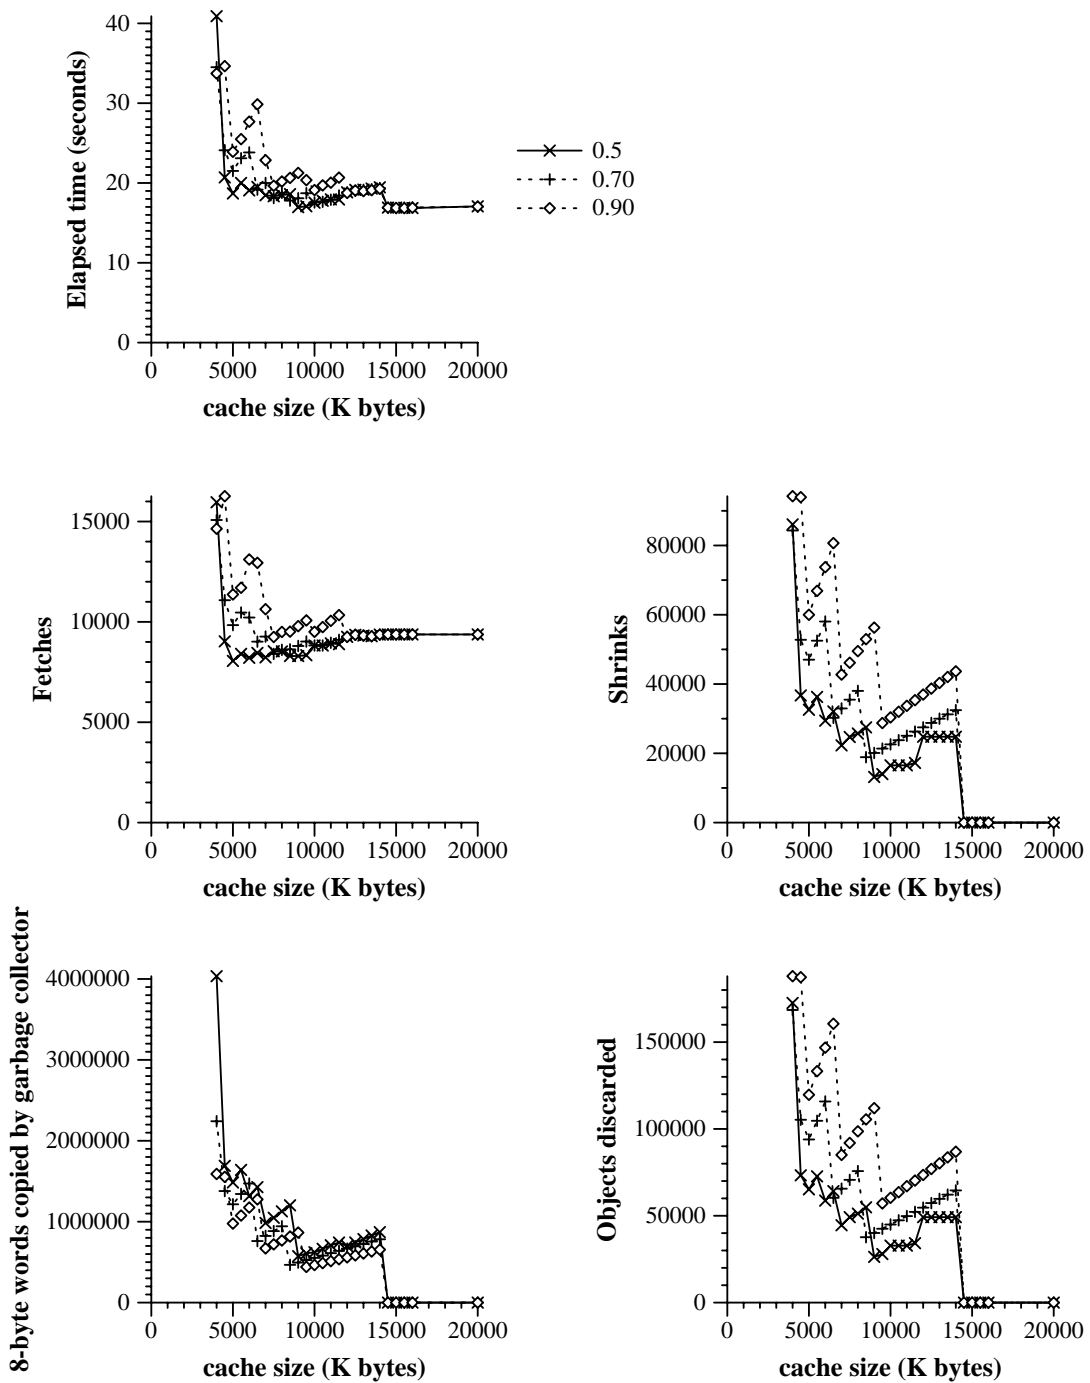 40
30
20
10
0
Elapsed time (seconds)
0 5000 10000 15000 20000
cache size (K bytes)
0.5
0.70
0.90
15000
10000
5000
0
Fetches
0 5000 10000 15000 20000
cache size (K bytes)
80000
60000
40000
20000
0
Shrinks
0 5000 10000 15000 20000
cache size (K bytes)
4000000
3000000
2000000
1000000
0
8-byte words copied by garbage collector
0 5000 10000 15000 20000
cache size (K bytes)
150000
100000
50000
0
Objects discarded
0 5000 10000 15000 20000
cache size (K bytes)